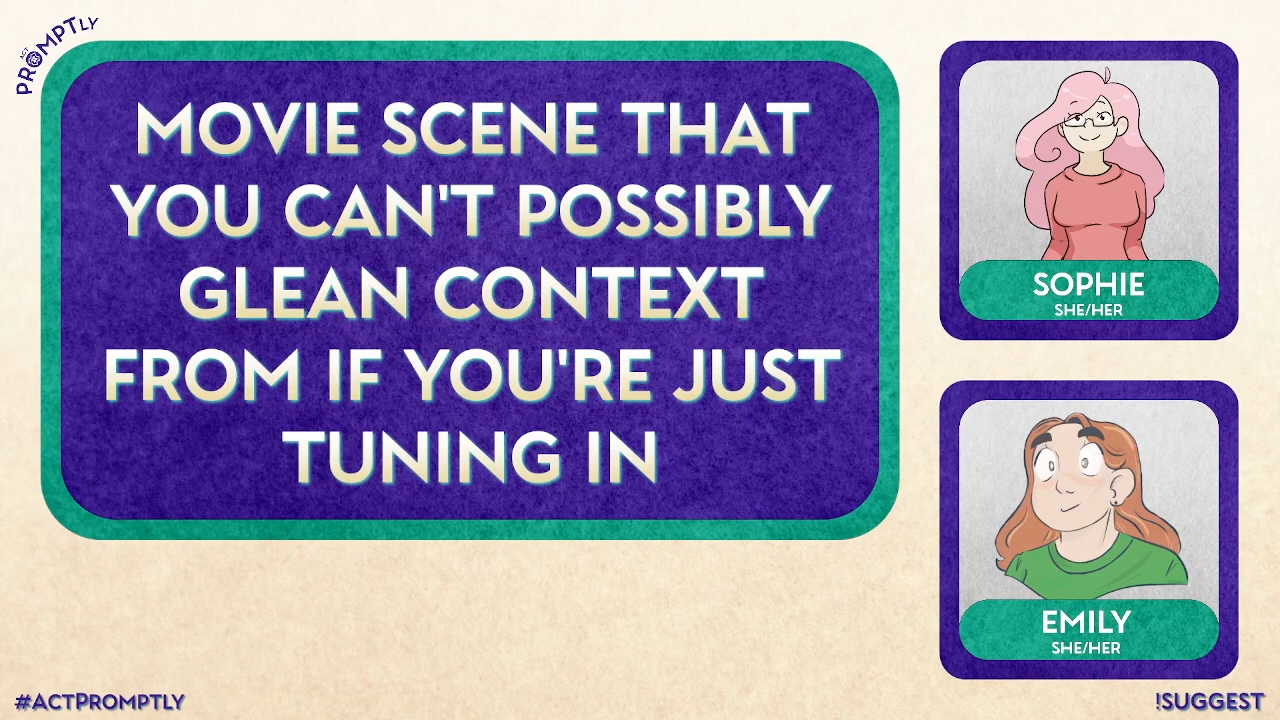 ACT
PROMPTLY
MOVIE SCENE THAT
YOU CAN'T POSSIBLY
GLEAN CONTEXT
FROM IF YOU'RE JUST
TUNING IN
SOPHIE
SHE/HER
EMILY
SHE/HER
#ACTPROMPTLY
!SUGGEST